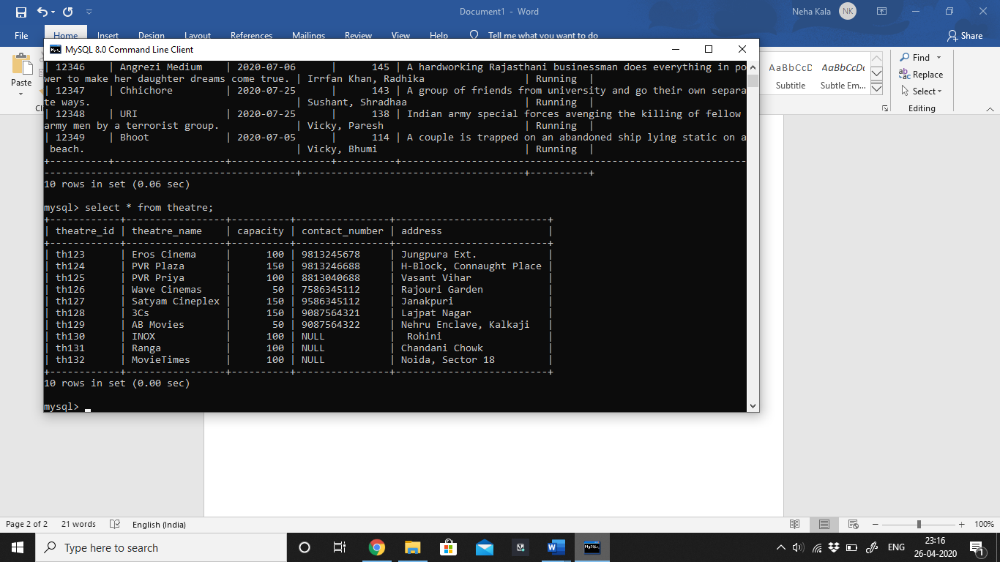 Document1 - Word
Neha Kala NK
File Home Insert Design Layout References Mailings Review View Help Tell me what you want to do Share
MySQL 8.0 Command Line Client
Paste
AaBbCcD AaBbCcD
Subtitle Subtle Em...
Find
Replace
Select
Editing
| 12346 | Angrezi Medium | 2020-07-06 | 145 | A hardworking Rajasthani businessman does everything in po
wer to make her daughter dreams come true. | Irrfan Khan, Radhika | Running |
| 12347 | Chhichore | 2020-07-25 | 143 | A group of friends from university and go their own separa
te ways. | Sushant, Shradhaa | Running |
| 12348 | URI | 2020-07-25 | 138 | Indian army special forces avenging the killing of fellow
army men by a terrorist group. | Vicky, Paresh | Running |
| 12349 | Bhoot | 2020-07-05 | 114 | A couple is trapped on an abandoned ship lying static on a
beach. | Vicky, Bhumi | Running |
10 rows in set (0.06 sec)
mysql> select * from theatre;
| theatre_id | theatre_name | capacity | contact_number | address |
| th123 | Eros Cinema | 100 | 9813245678 | Jungpura Ext. |
| th124 | PVR Plaza | 150 | 9813246688 | H-Block, Connaught Place |
| th125 | PVR Priya | 100 | 8813040688 | Vasant Vihar |
| th126 | Wave Cinemas | 50 | 7586345112 | Rajouri Garden |
| th127 | Satyam Cineplex | 150 | 9586345112 | Janakpuri |
| th128 | 3Cs | 150 | 9087564321 | Lajpat Nagar |
| th129 | AB Movies | 50 | 9087564322 | Nehru Enclave, Kalkaji |
| th130 | INOX | 100 | NULL | Rohini |
| th131 | Ranga | 100 | NULL | Chandani Chowk |
| th132 | MovieTimes | 100 | NULL | Noida, Sector 18 |
10 rows in set (0.00 sec)
mysql>
Page 2 of 2 21 words English (India) 100%
Type here to search
ENG
23:16
26-04-2020
1